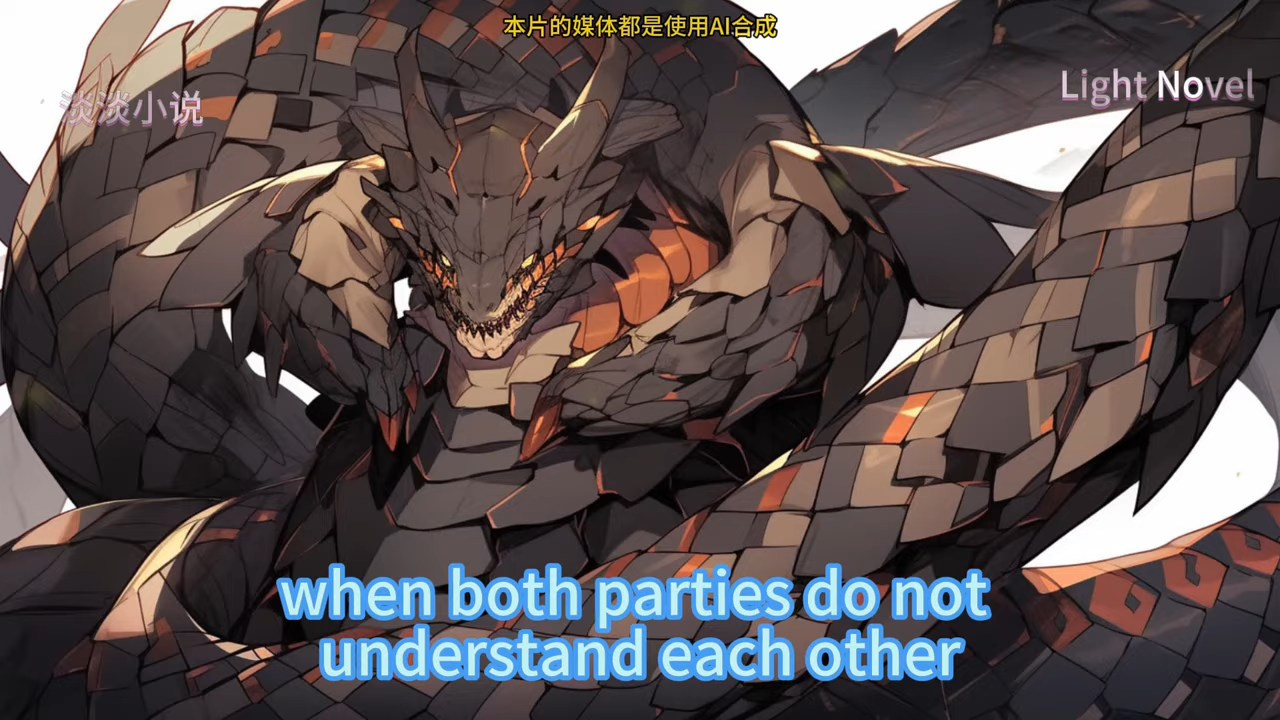 本片的媒体都是使用AI合成
淡淡小说
Light Novel
when both parties do not
understand each other